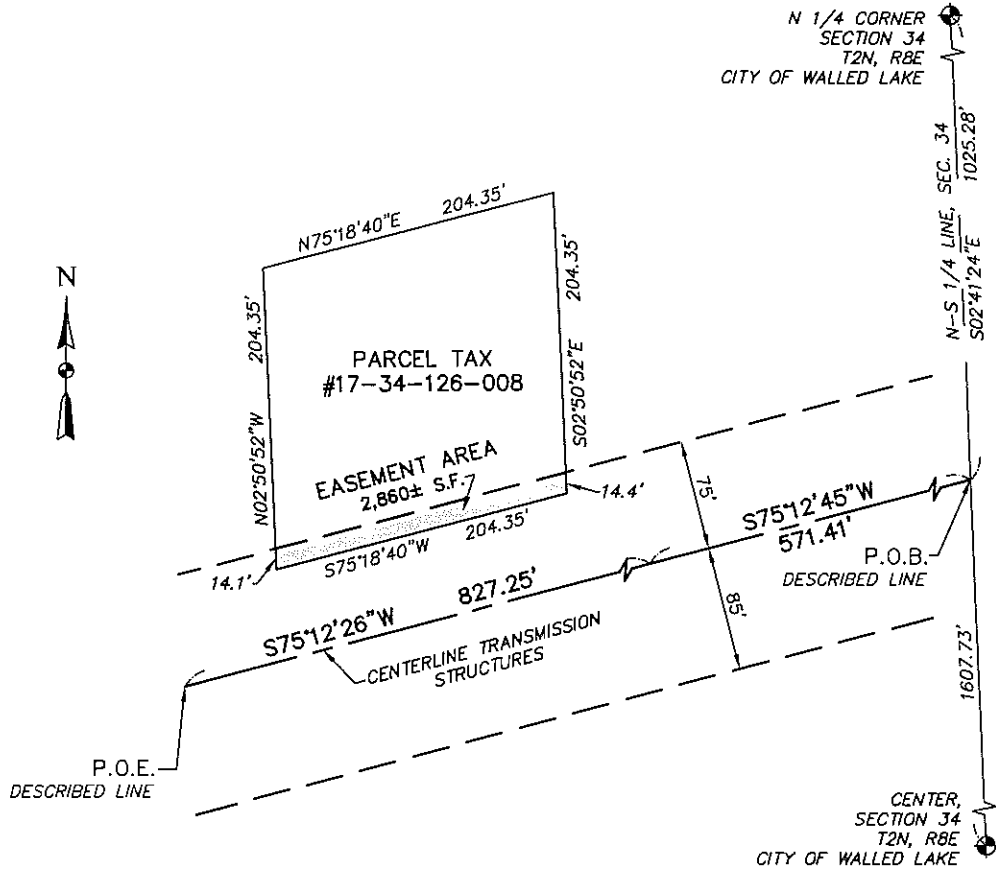 N 1/4 CORNER
SECTION 34
T2N, R8E
CITY OF WALLED LAKE
N-S 1/4 LINE, SEC. 34
S02°41'24"E 1025.28'
N
N75°18'40"E 204.35'
N02°50'52"W 204.35'
204.35'
S02°50'52"E
PARCEL TAX
#17-34-126-008
EASEMENT AREA
2,860± S.F.
14.4'
14.1'
S75°18'40"W 204.35'
75'
85'
S75°12'45"W
571.41'
P.O.B.
DESCRIBED LINE
S75°12'26"W 827.25'
CENTERLINE TRANSMISSION
STRUCTURES
P.O.E.
DESCRIBED LINE
1607.73'
CENTER,
SECTION 34
T2N, R8E
CITY OF WALLED LAKE